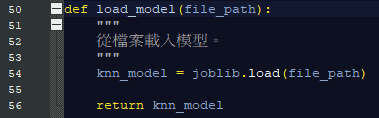 50 def load_model(file_path):
51     """
52     從檔案載入模型。
53     """
54     knn_model = joblib.load(file_path)
55
56     return knn_model